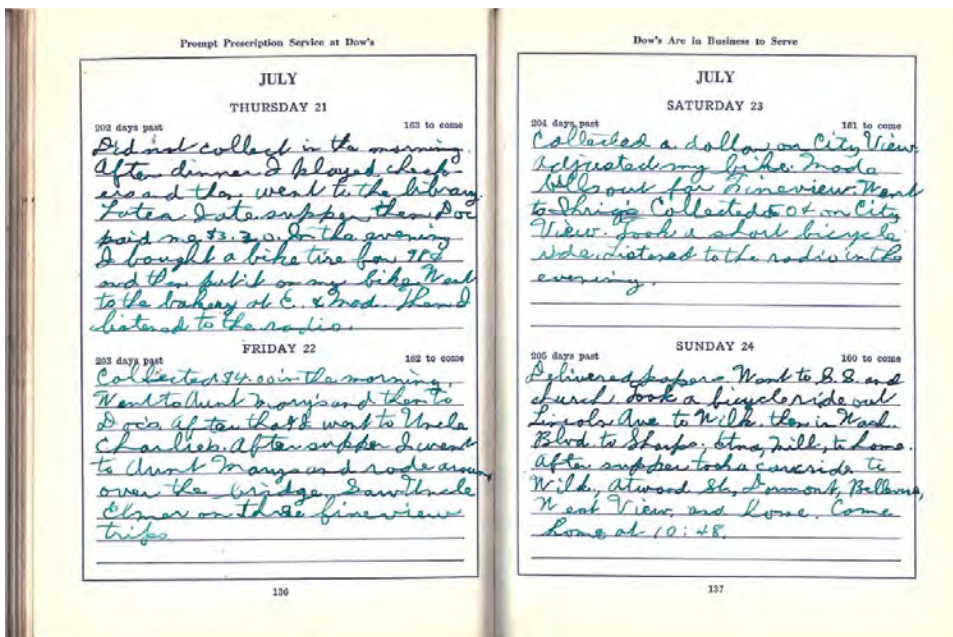 Prompt Prescription Service at Dow's
JULY
THURSDAY 21
202 days past 163 to come
Did not collect in the morning.
After dinner I played check-
ers and then went to the library.
Later I ate supper then Doc
paid me $3.20. In the evening
I bought a bike tire for 98¢
and then put it on my bike. Went
to the bakery at E. & Mad. Then I
listened to the radio.
FRIDAY 22
203 days past 162 to come
Collected $4.00 in the morning.
Went to Aunt Mary's and then to
Doc's. After that I went to Uncle
Charlies. After supper I went
to Aunt Marys and rode around
over the bridge. Saw Uncle
Elmer on three fineview
trips
136
Dow's Are in Business to Serve
JULY
SATURDAY 23
204 days past 161 to come
Collected a dollar on City View.
Adjusted my bike. Made
bills out for Fineview. Went
to Collected 50¢ on City
View. Took a short bicycle
ride. Listened to the radio in the
evening.
SUNDAY 24
205 days past 160 to come
Delivered papers. Went to S.S. and
church. Took a bicycle ride out
Lincoln Ave. to Wilk. then in Wash.
Blvd to Sharps. Etna, Mill., to home.
After supper took a car ride to
Wilk., Atwood St., Dormont, Bellevue,
West View, and home. Came
home at 10:48.
137